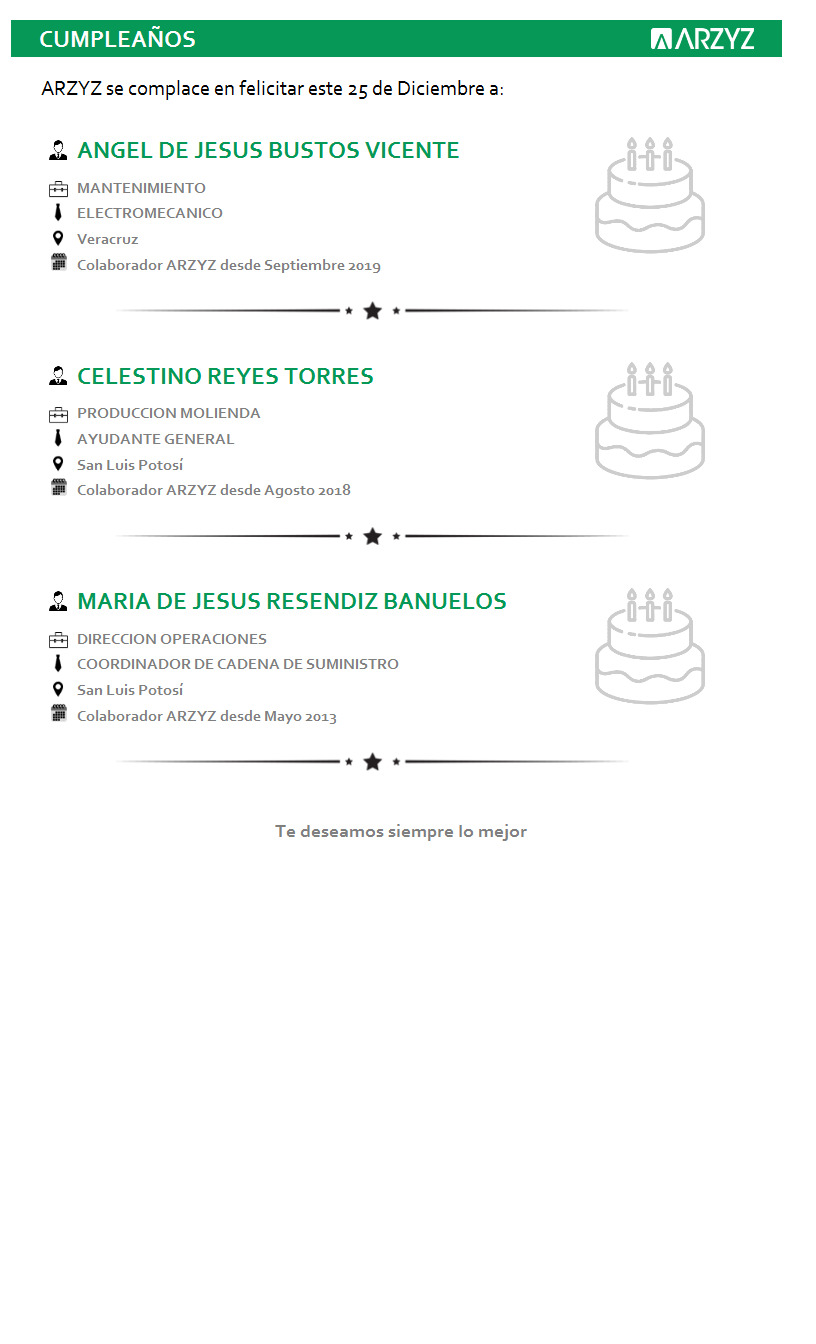 CUMPLEAÑOS
ARZYZ
ARZYZ se complace en felicitar este 25 de Diciembre a:
ANGEL DE JESUS BUSTOS VICENTE
MANTENIMIENTO
ELECTROMECANICO
Veracruz
Colaborador ARZYZ desde Septiembre 2019
CELESTINO REYES TORRES
PRODUCCION MOLIENDA
AYUDANTE GENERAL
San Luis Potosí
Colaborador ARZYZ desde Agosto 2018
MARIA DE JESUS RESENDIZ BANUELOS
DIRECCION OPERACIONES
COORDINADOR DE CADENA DE SUMINISTRO
San Luis Potosí
Colaborador ARZYZ desde Mayo 2013
Te deseamos siempre lo mejor